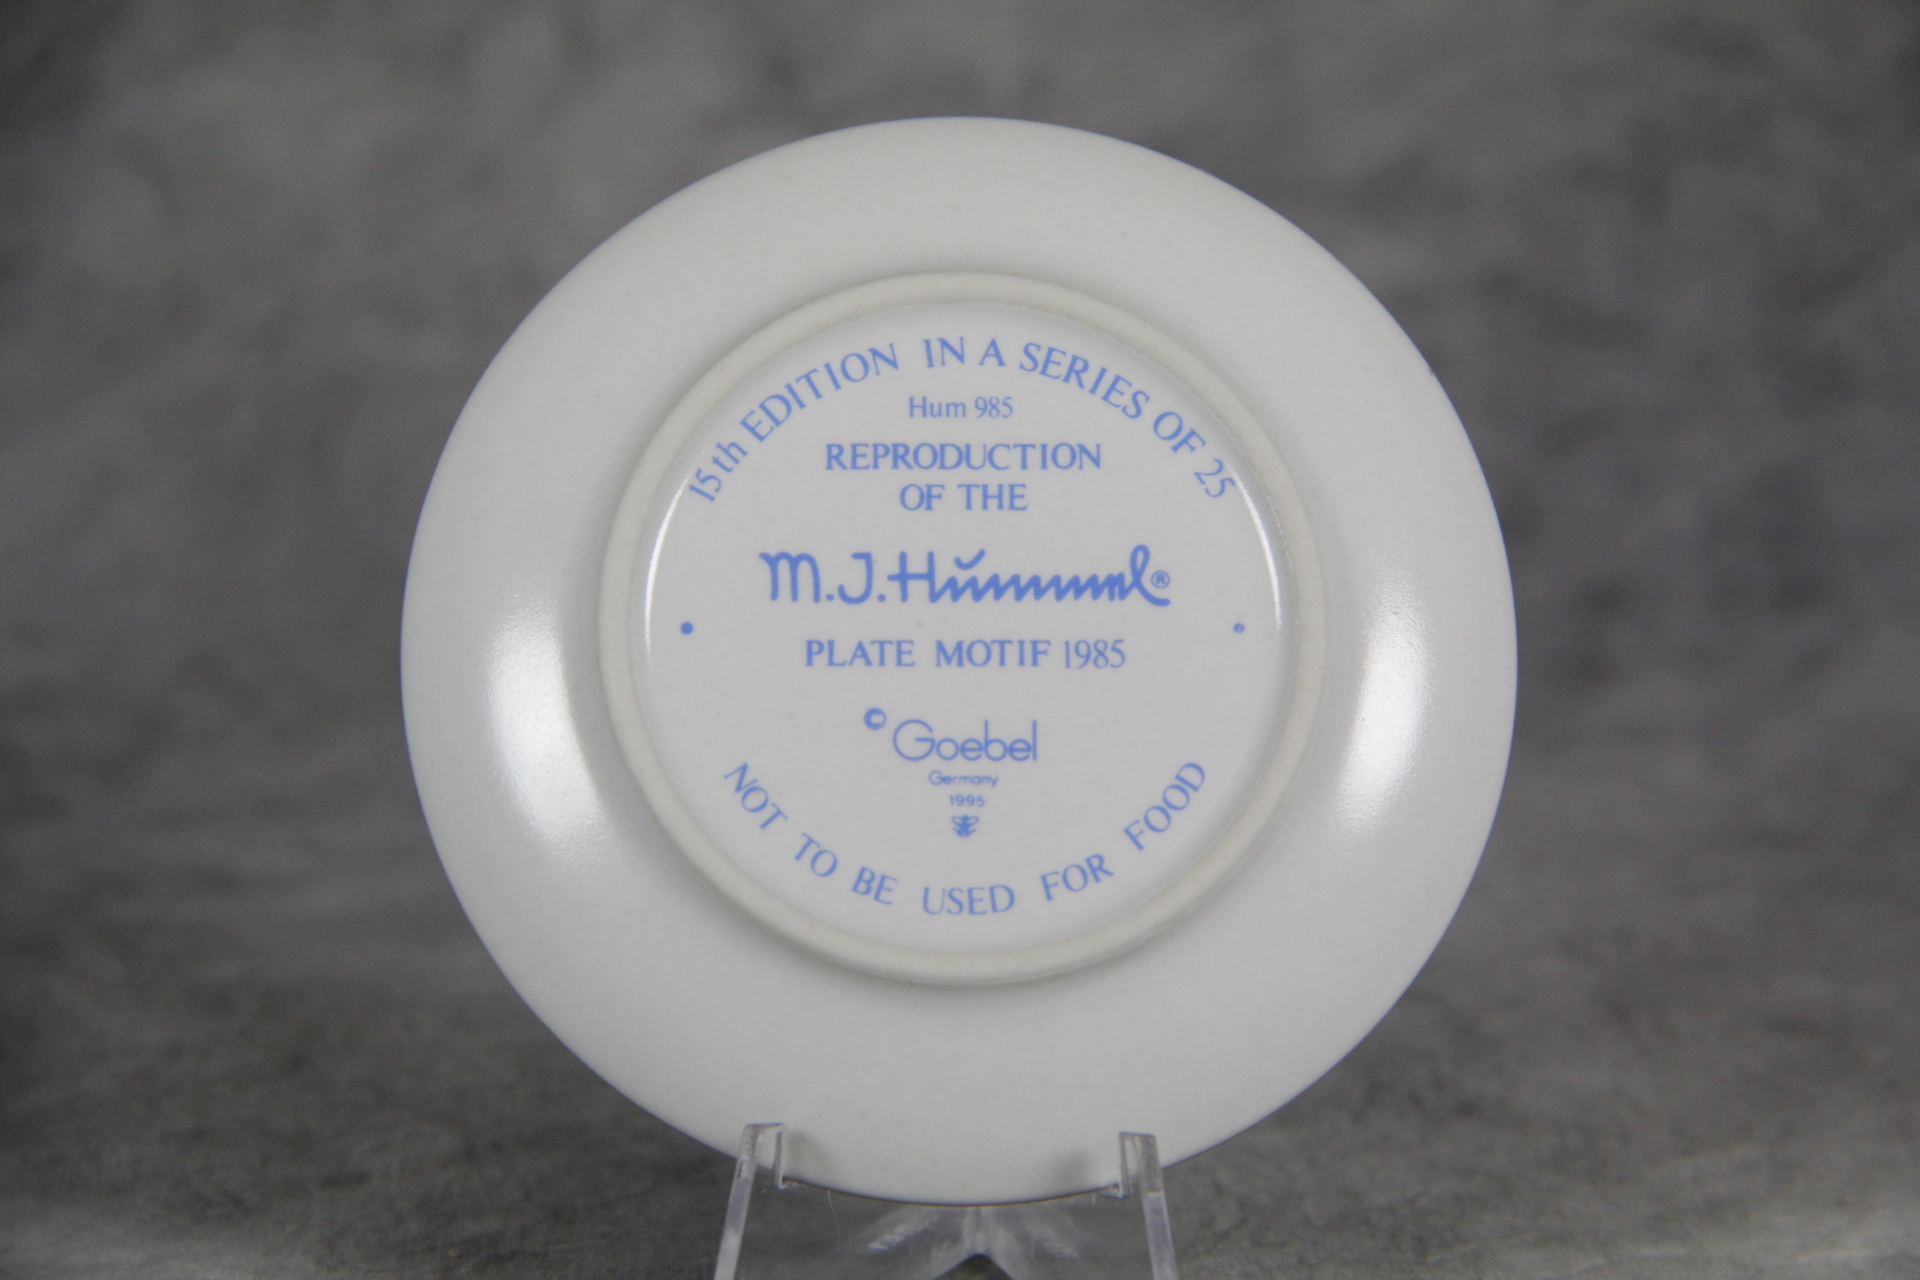 15th EDITION IN A SERIES OF 25
Hum 985
REPRODUCTION
OF THE
M.J.Hummel®
PLATE MOTIF 1985
© Goebel
Germany
1995
NOT TO BE USED FOR FOOD